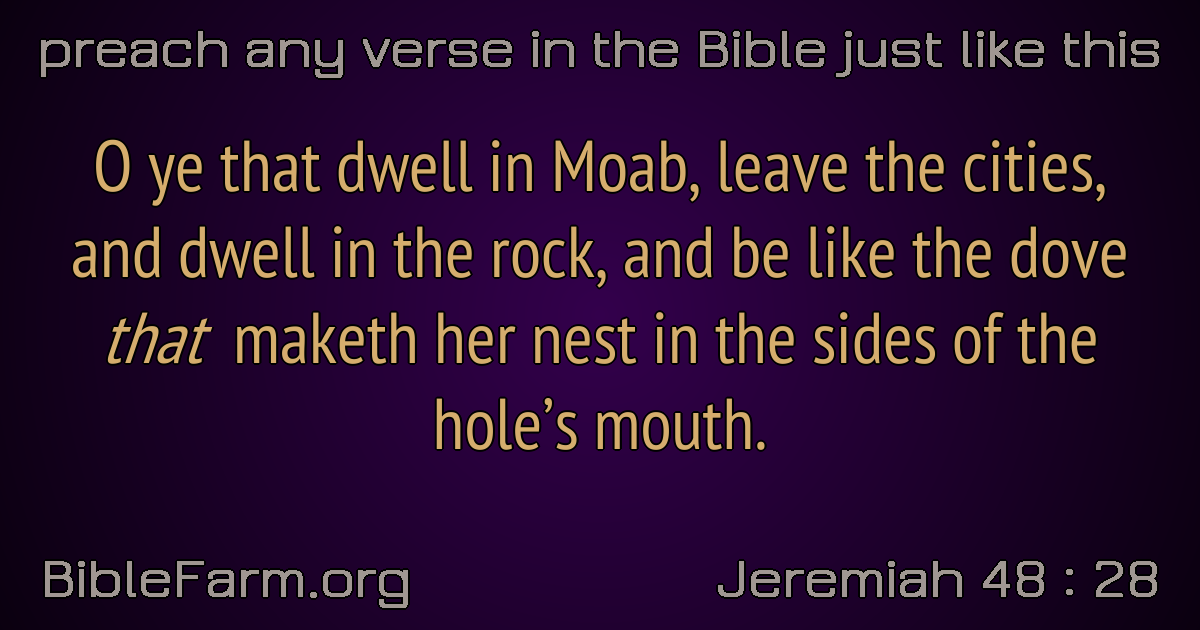 preach any verse in the Bible just like this
O ye that dwell in Moab, leave the cities,
and dwell in the rock, and be like the dove
that maketh her nest in the sides of the
hole’s mouth.
BibleFarm.org
Jeremiah 48 : 28